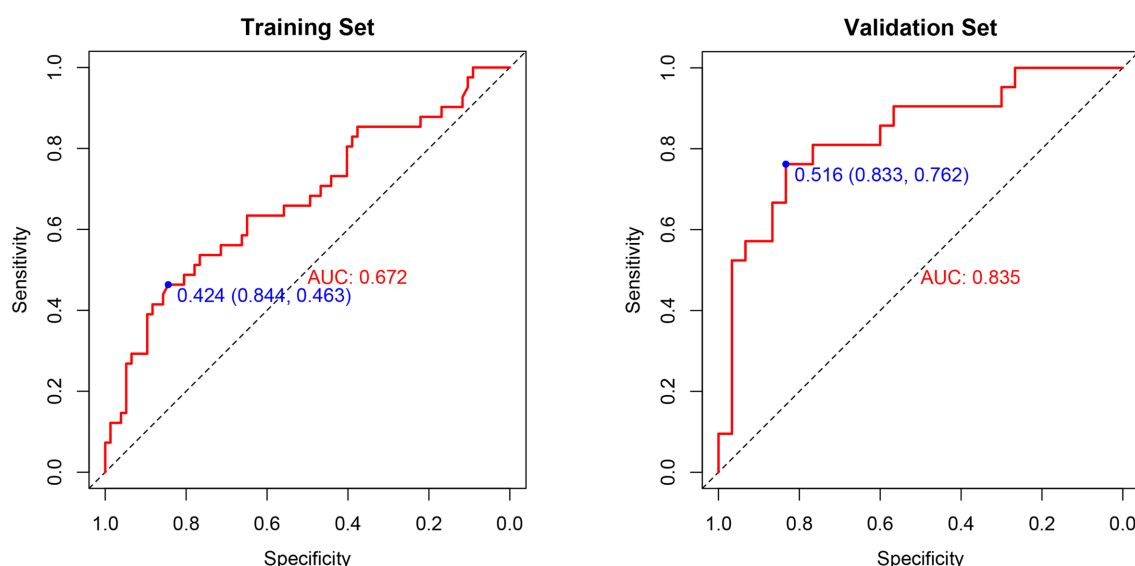 Training Set
Sensitivity
1.0
0.8
0.6
0.4
0.2
0.0
0.424 (0.844, 0.463)
AUC: 0.672
1.0 0.8 0.6 0.4 0.2 0.0
Specificity
Validation Set
Sensitivity
1.0
0.8
0.6
0.4
0.2
0.0
0.516 (0.833, 0.762)
AUC: 0.835
1.0 0.8 0.6 0.4 0.2 0.0
Specificity